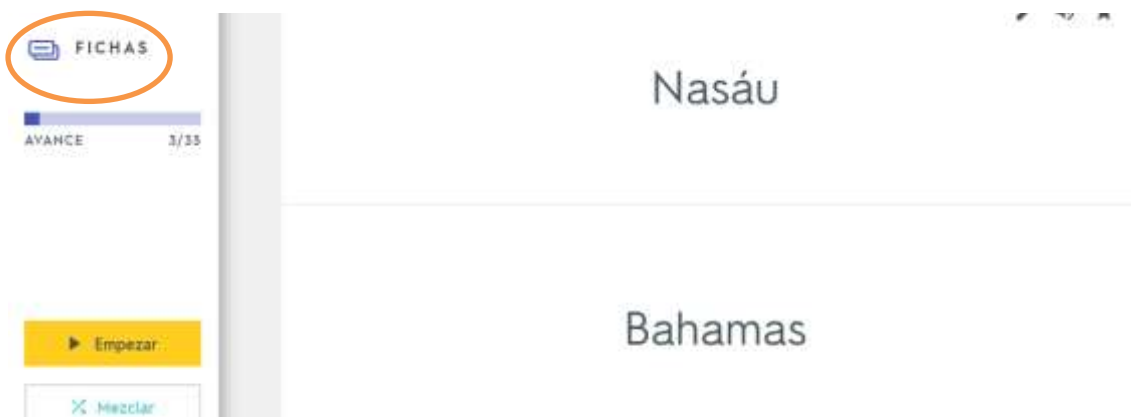 FICHAS
AVANCE 3/33
Empezar
Mezclar
Nasáu
Bahamas